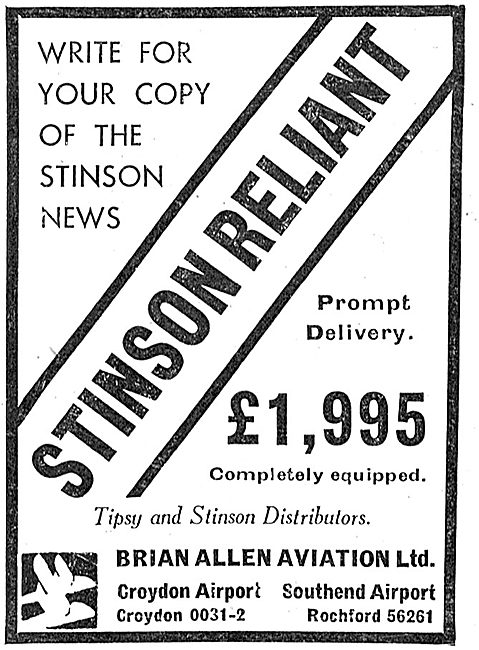 WRITE FOR
YOUR COPY
OF THE
STINSON
NEWS
STINSON RELIANT
Prompt
Delivery.
£1,995
Completely equipped.
Tipsy and Stinson Distributors.
BRIAN ALLEN AVIATION Ltd.
Croydon Airport Southend Airport
Croydon 0031-2 Rochford 56261